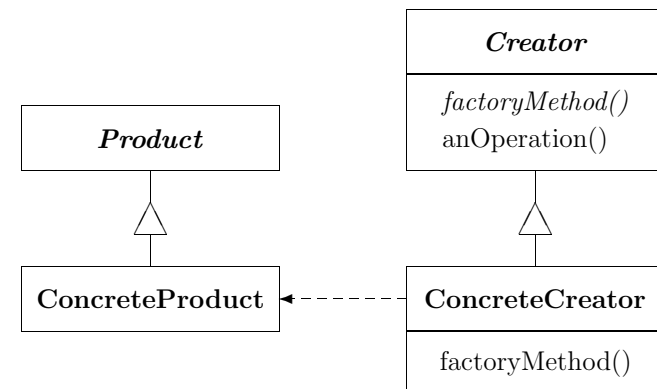 Creator
factoryMethod()
anOperation()
Product
ConcreteProduct
ConcreteCreator
factoryMethod()